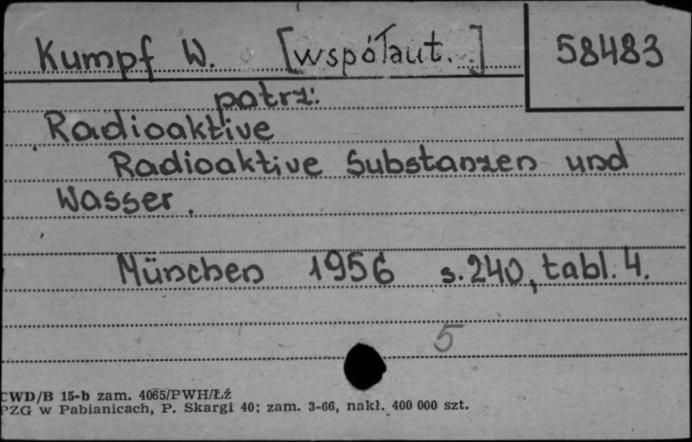 Kumpf W. [współaut..]
58483
patrz:
Radioaktive
Radioaktive Substanzen und
Wasser.
München 1956 s. 240, tabl. 4.
5
CWD/B 15-b zam. 4065/PWH/Łź
PZG w Pabianicach, P. Skargi 40; zam. 3-66, nakł. 400 000 szt.